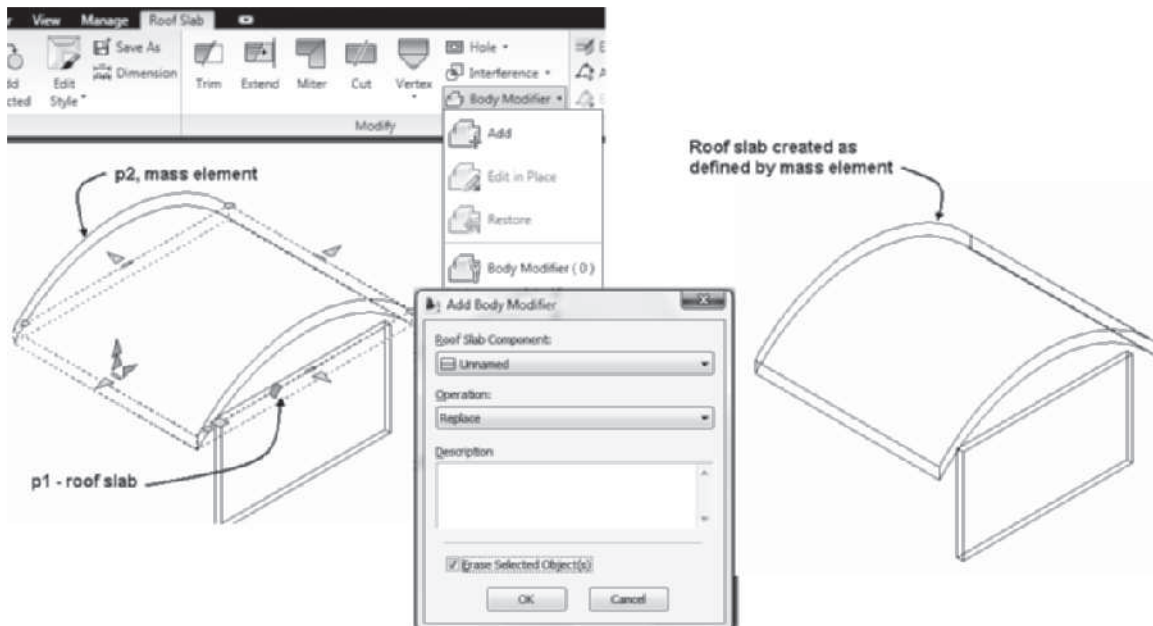 View Manage Roof Slab
Save As
Dimension
Edit
Style
Trim Extend Miter Cut Vertex
Hole
Interference
Body Modifier
Modify
Add
Edit in Place
Restore
Body Modifier ( 0 )
p2, mass element
p1 - roof slab
Add Body Modifier
Roof Slab Component:
Unnamed
Operation:
Replace
Description
Erase Selected Object(s)
OK Cancel
Roof slab created as
defined by mass element